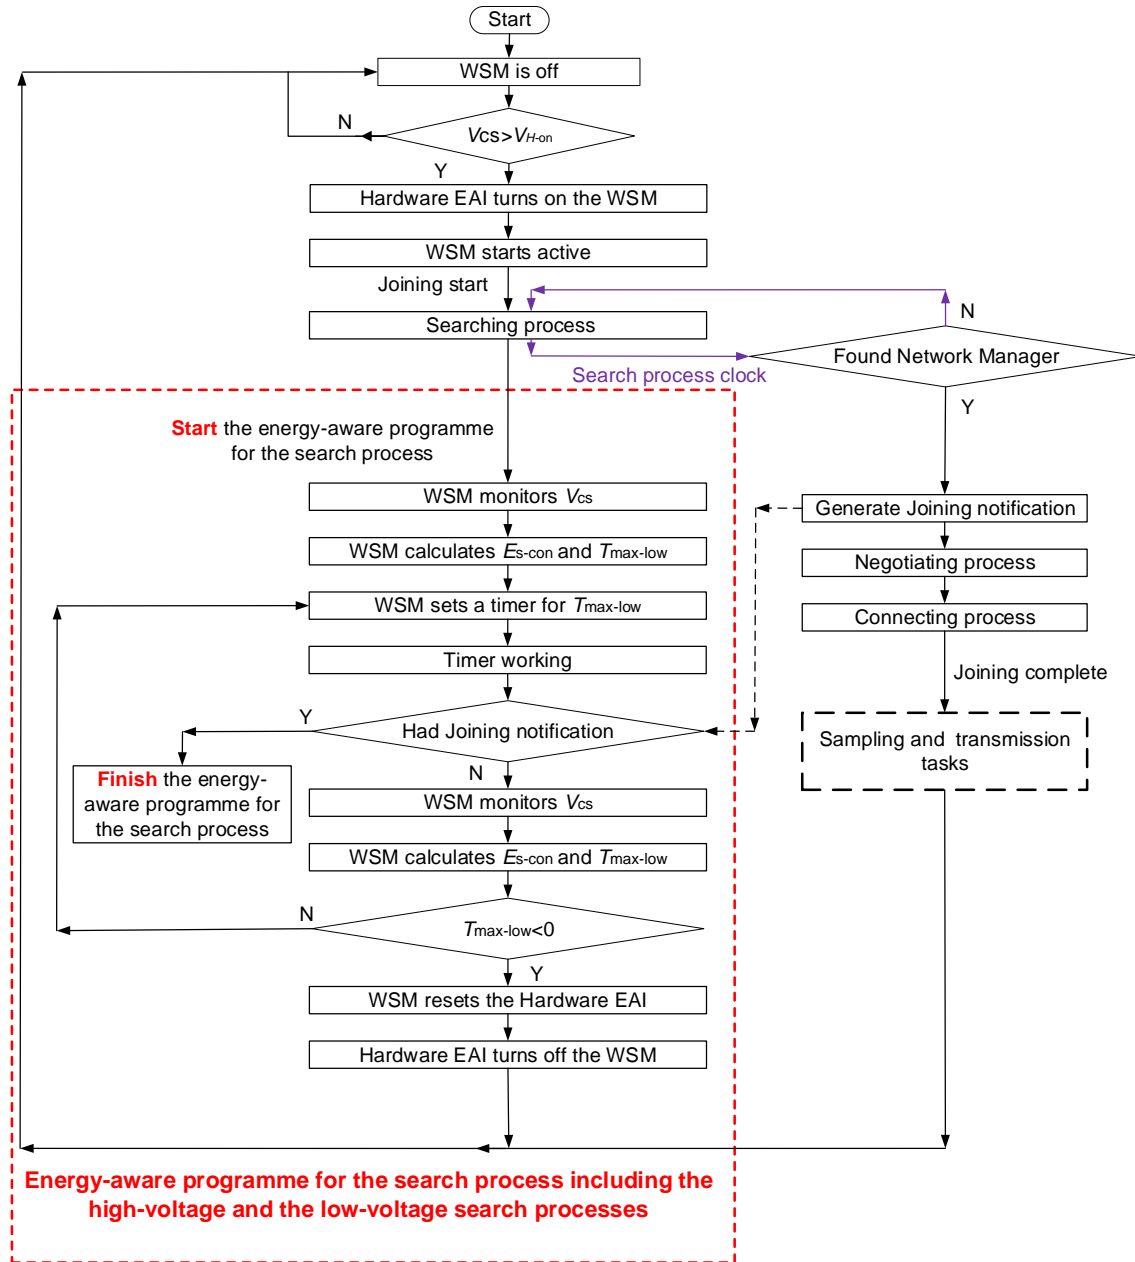 Start
WSM is off
N
Vcs>VH-on
Y
Hardware EAI turns on the WSM
WSM starts active
Joining start
Searching process
N
Found Network Manager
Search process clock
Y
Start the energy-aware programme
for the search process
WSM monitors Vcs
Generate Joining notification
WSM calculates Es-con and Tmax-low
Negotiating process
WSM sets a timer for Tmax-low
Connecting process
Timer working
Joining complete
Y
Had Joining notification
Sampling and transmission
tasks
N
Finish the energy-
aware programme for
the search process
WSM monitors Vcs
WSM calculates Es-con and Tmax-low
N
Tmax-low<0
Y
WSM resets the Hardware EAI
Hardware EAI turns off the WSM
Energy-aware programme for the search process including the
high-voltage and the low-voltage search processes